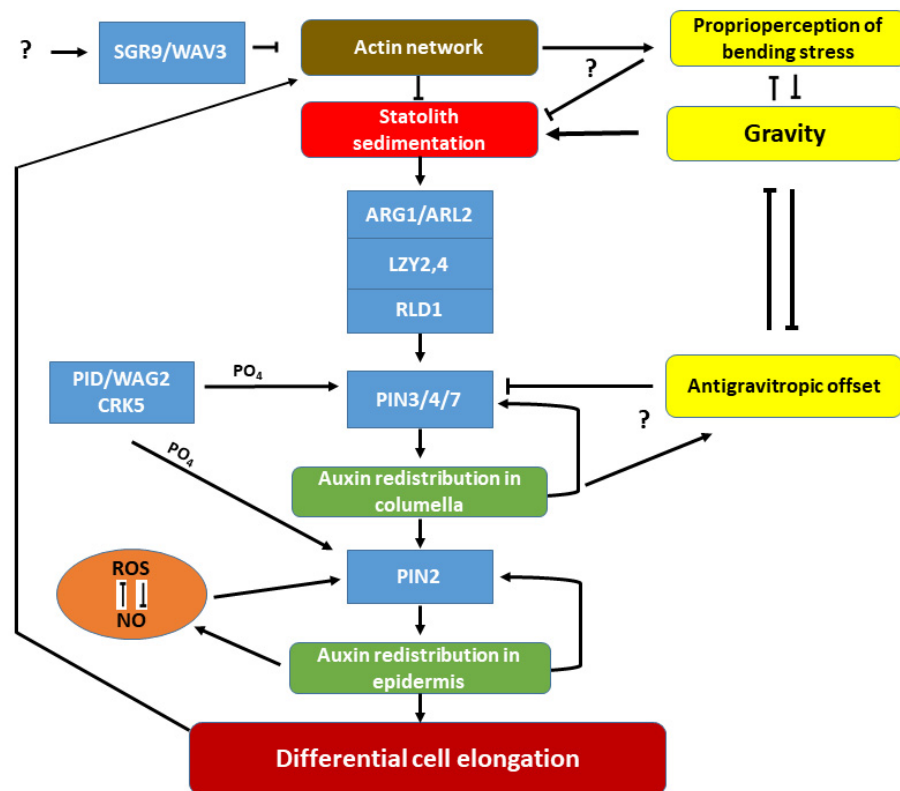 ?
SGR9/WAV3
Actin network
?
Proprioperception of
bending stress
Statolith
sedimentation
Gravity
ARG1/ARL2
LZY2,4
RLD1
PID/WAG2
CRK5
PO4
PIN3/4/7
Antigravitropic offset
?
PO4
Auxin redistribution in
columella
ROS
NO
PIN2
Auxin redistribution in
epidermis
Differential cell elongation